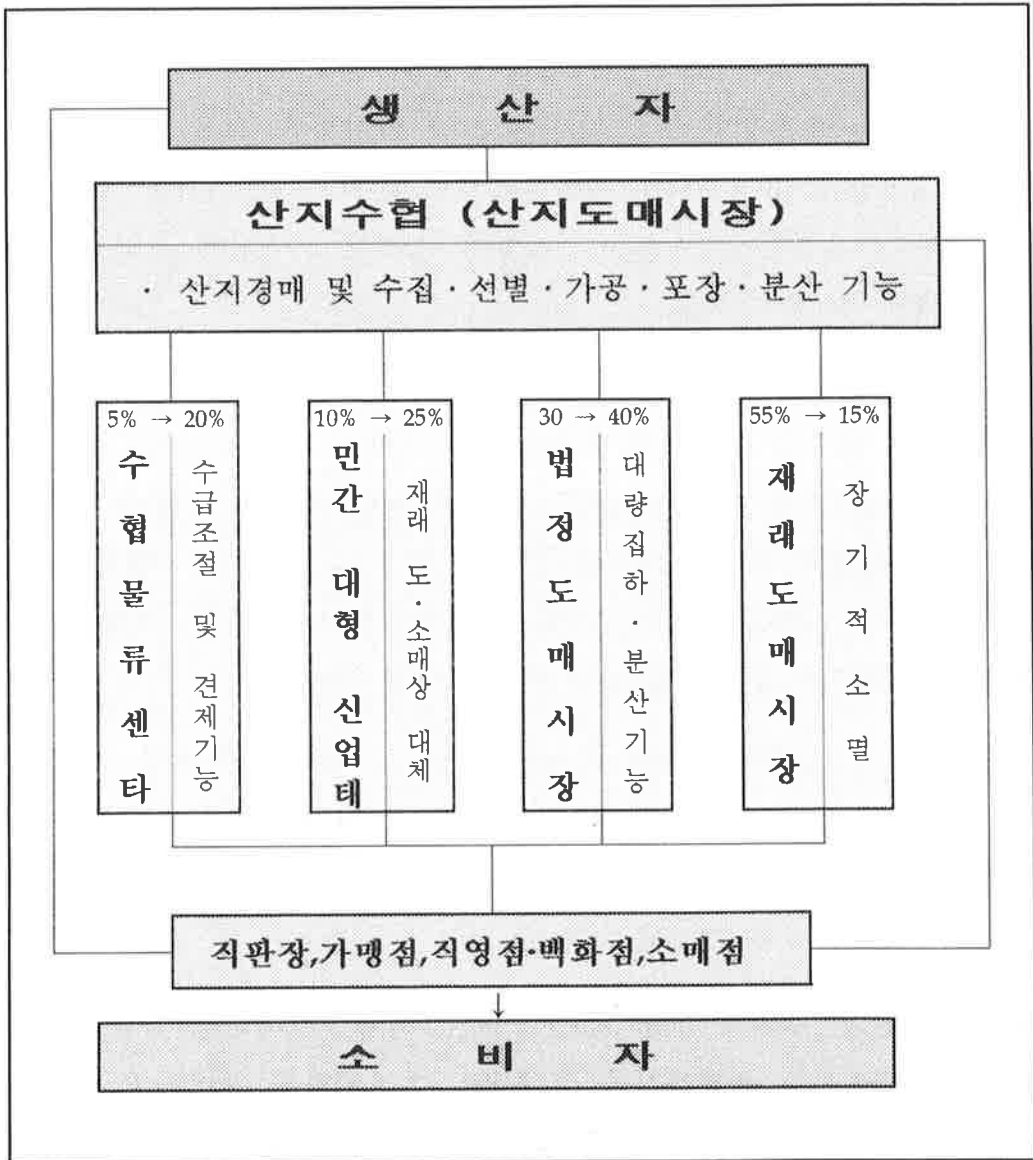 생 산 자
산지수협 (산지도매시장)
· 산지경매 및 수집·선별·가공·포장·분산 기능
5% → 20%
수협물류센타
수급조절 및 견제기능
10% → 25%
민간 대형 신업태
재래 도·소매상 대체
30 → 40%
법정도매시장
대량집하·분산기능
55% → 15%
재래도매시장
장기적소멸
직판장,가맹점,직영점·백화점,소매점
↓
소 비 자